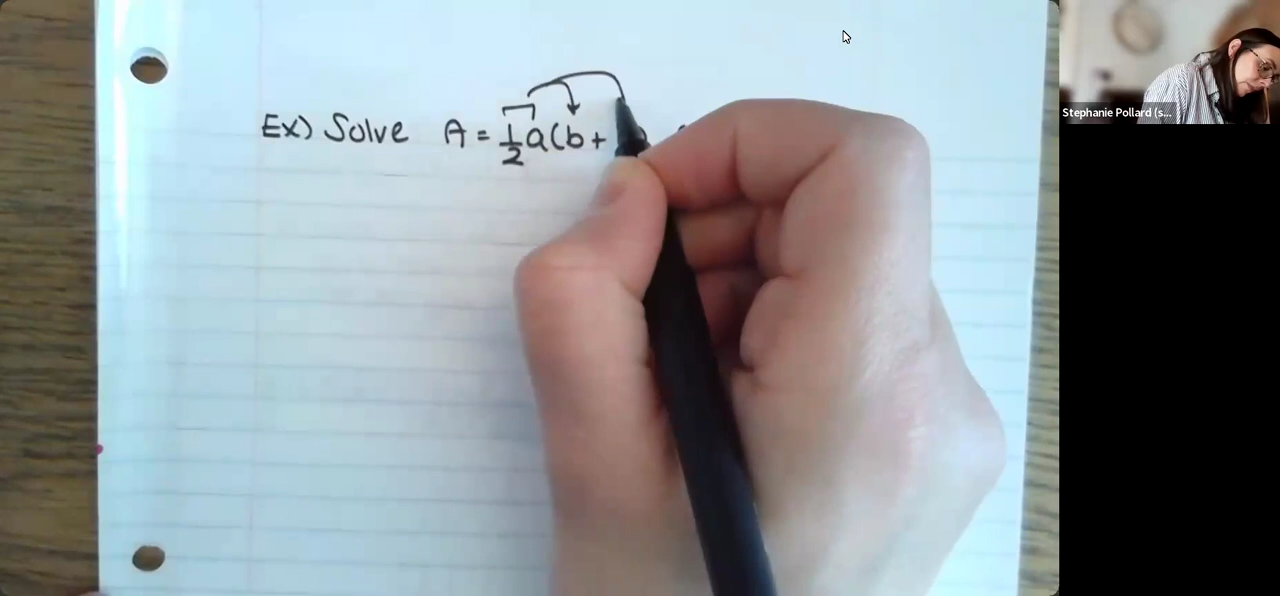 Ex) Solve A = 1/2 a(b +
Stephanie Pollard (s...